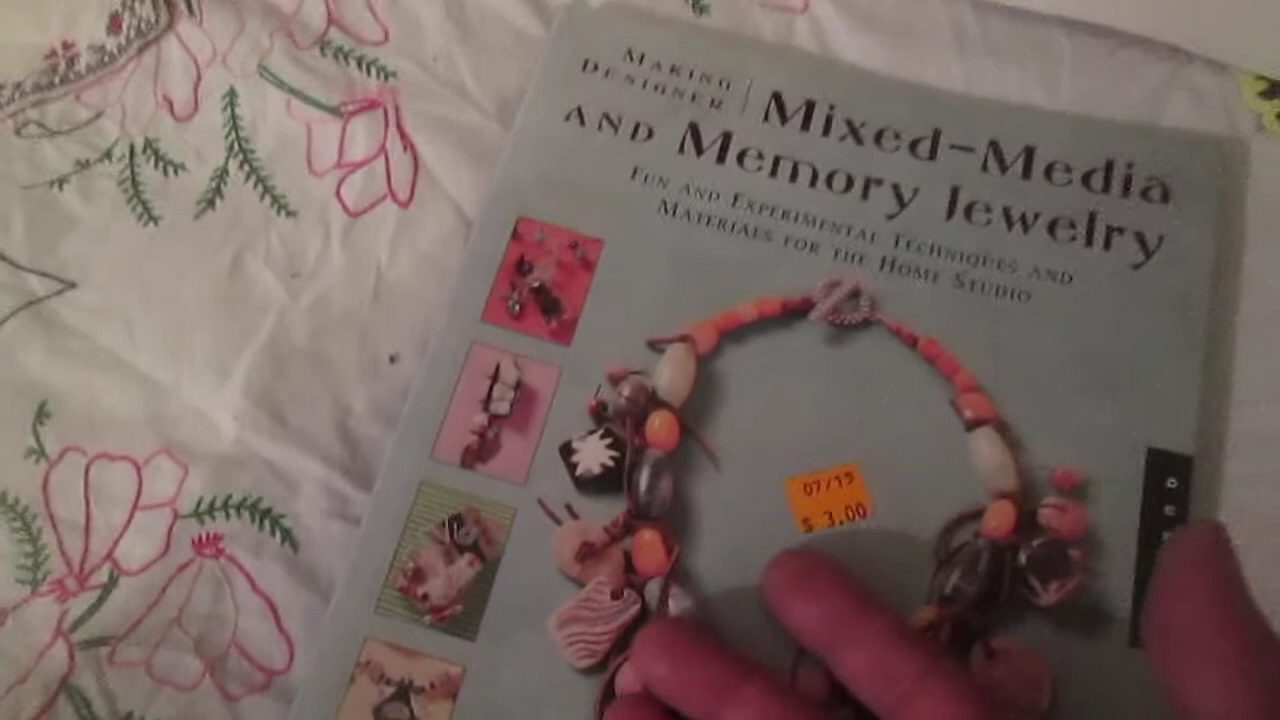 MAKING
DESIGNER
Mixed-Media
AND Memory Jewelry
FUN AND EXPERIMENTAL TECHNIQUES AND
MATERIALS FOR THE HOME STUDIO
07/15
$ 3.00